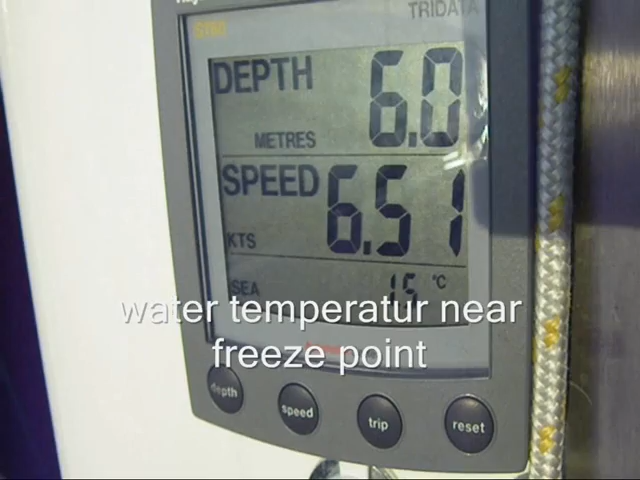 TRIDATA
DEPTH 6.0
METRES
SPEED 6.51
KTS
SEA 1.5 °C
water temperatur near
freeze point
depth speed trip reset